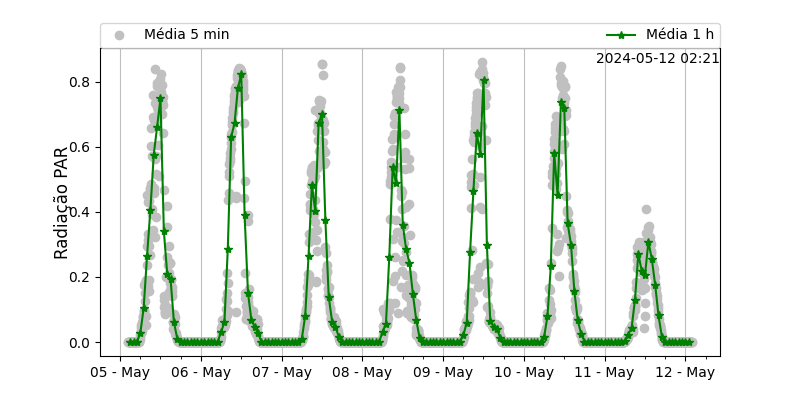 Média 5 min Média 1 h
2024-05-12 02:21
Radiação PAR
0.8
0.6
0.4
0.2
0.0
05 - May 06 - May 07 - May 08 - May 09 - May 10 - May 11 - May 12 - May